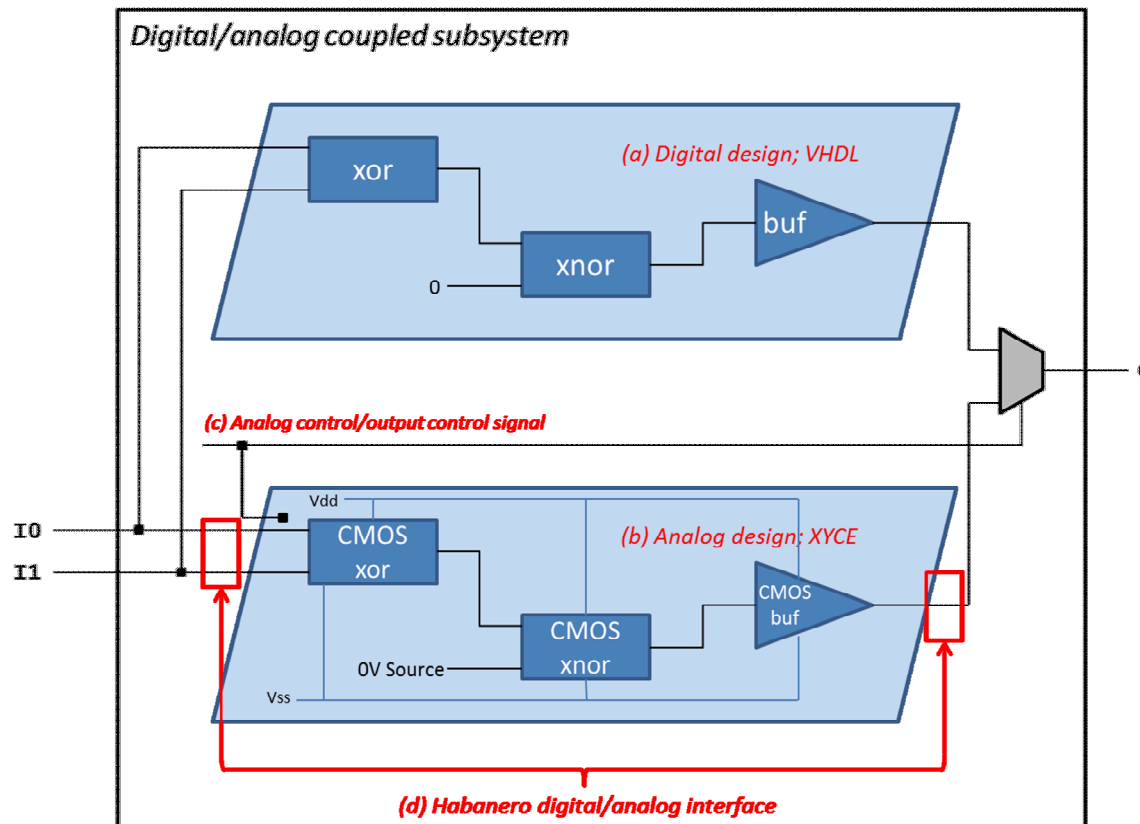 Digital/analog coupled subsystem
(a) Digital design; VHDL
xor
buf
xnor
0
(c) Analog control/output control signal
Vdd
I0
(b) Analog design; XYCE
CMOS
xor
I1
CMOS
buf
CMOS
xnor
0V Source
Vss
(d) Habanero digital/analog interface